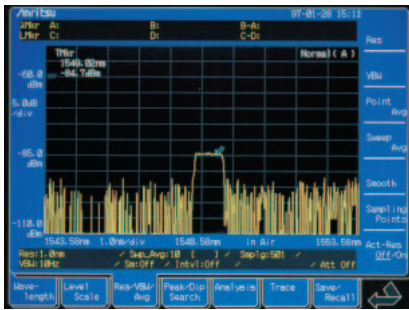 Anritsu 97-01-28 15:11
λMkr A: B: B-A:
LMkr C: D: C-D:
TMkr
1549.02nm
-84.7dBm
Normal( A )
-60.0
dBm
5.0dB
/div
-85.0
dBm
-110.0
dBm
1543.58nm 1.0nm/div 1548.58nm in Air 1553.58nm
Res:1.0nm / Swp_Avg:10 [ ] / Smplg:501 /
VBW:10Hz / Sm:Off / Intvl:Off / / Att Off
Res
VBW
Point
Avg
Sweep
Avg
Smooth
Sampling
Points
Act-Res
Off/On
Wave-
length
Level
Scale
Res/VBW/
Avg
Peak/Dip
Search
Analysis
Trace
Save/
Recall